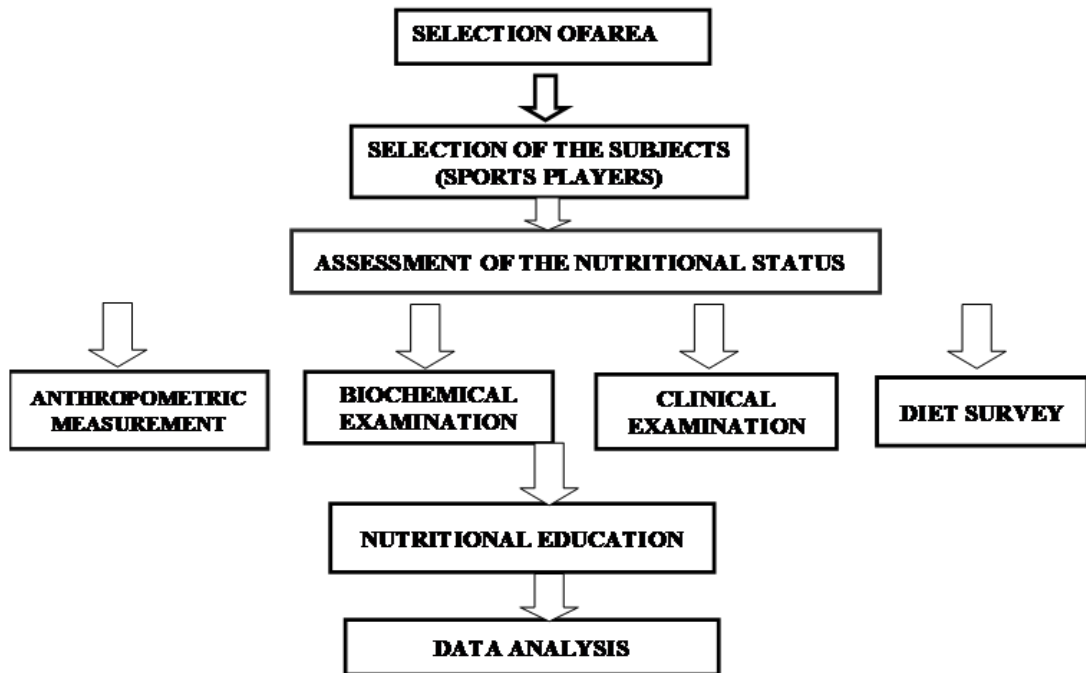 SELECTION OFAREA
SELECTION OF THE SUBJECTS
(SPORTS PLAYERS)
ASSESSMENT OF THE NUTRITIONAL STATUS
ANTHROPOMETRIC
MEASUREMENT
BIOCHEMICAL
EXAMINATION
CLINICAL
EXAMINATION
DIET SURVEY
NUTRITIONAL EDUCATION
DATA ANALYSIS